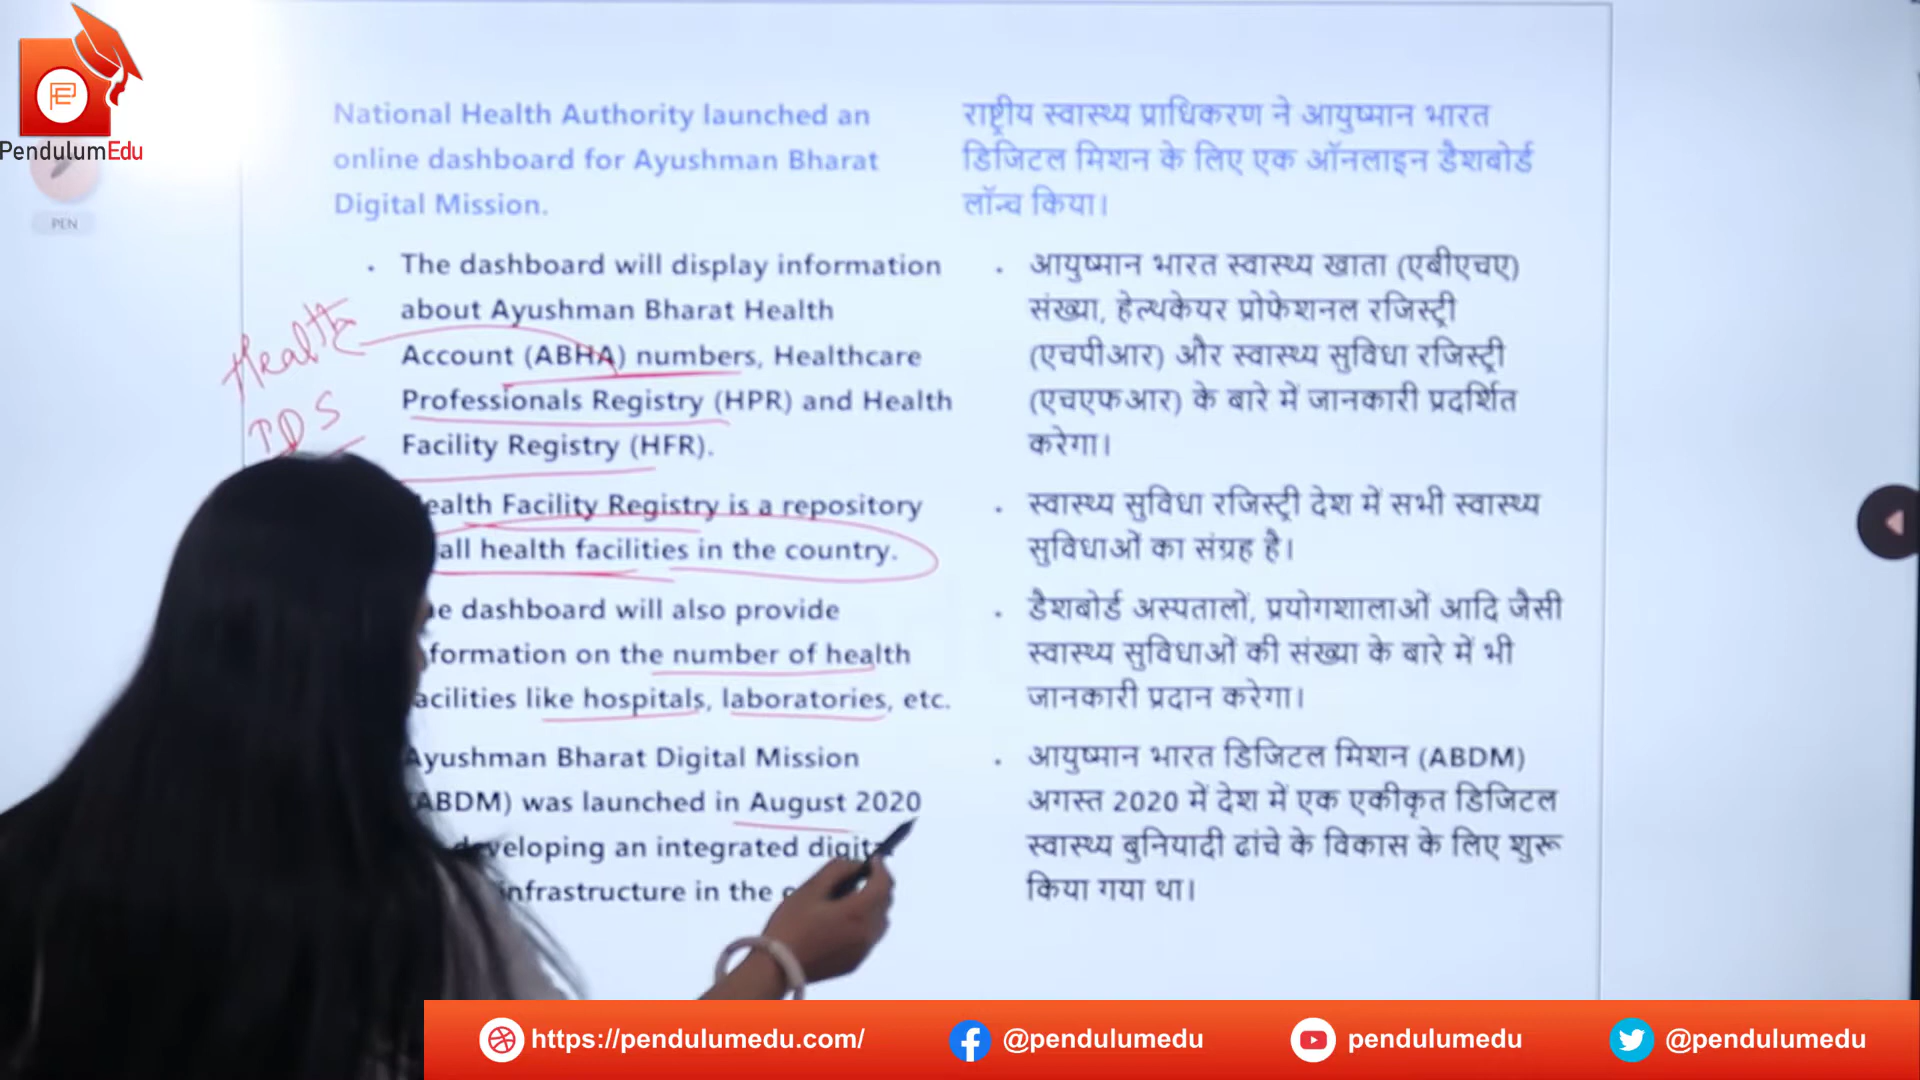 PendulumEdu
PEN
National Health Authority launched an
online dashboard for Ayushman Bharat
Digital Mission.
. The dashboard will display information
about Ayushman Bharat Health
Account (ABHA) numbers, Healthcare
Professionals Registry (HPR) and Health
Facility Registry (HFR).
Health
IDS
ealth Facility Registry is a repository
all health facilities in the country.
e dashboard will also provide
formation on the number of health
acilities like hospitals, laboratories, etc.
Ayushman Bharat Digital Mission
ABDM) was launched in August 2020
veloping an integrated digital
nfrastructure in the
राष्ट्रीय स्वास्थ्य प्राधिकरण ने आयुष्मान भारत
डिजिटल मिशन के लिए एक ऑनलाइन डैशबोर्ड
लॉन्च किया।
. आयुष्मान भारत स्वास्थ्य खाता (एबीएचए)
संख्या, हेल्थकेयर प्रोफेशनल रजिस्ट्री
(एचपीआर) और स्वास्थ्य सुविधा रजिस्ट्री
(एचएफआर) के बारे में जानकारी प्रदर्शित
करेगा।
. स्वास्थ्य सुविधा रजिस्ट्री देश में सभी स्वास्थ्य
सुविधाओं का संग्रह है।
. डैशबोर्ड अस्पतालों, प्रयोगशालाओं आदि जैसी
स्वास्थ्य सुविधाओं की संख्या के बारे में भी
जानकारी प्रदान करेगा।
. आयुष्मान भारत डिजिटल मिशन (ABDM)
अगस्त 2020 में देश में एक एकीकृत डिजिटल
स्वास्थ्य बुनियादी ढांचे के विकास के लिए शुरू
किया गया था।
https://pendulumedu.com/ @pendulumedu pendulumedu @pendulumedu